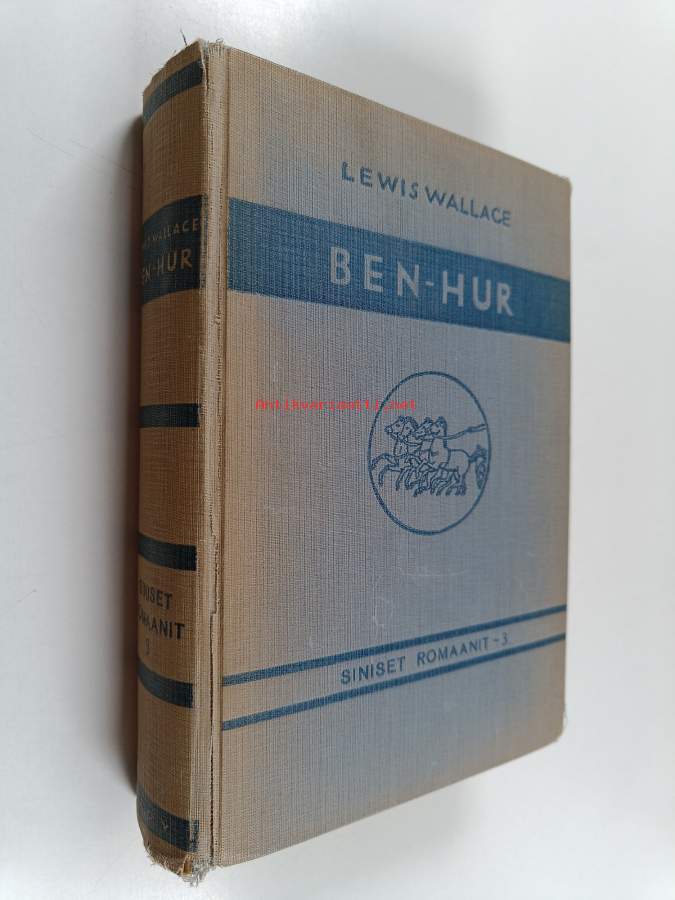 LEWIS WALLACE
BEN-HUR
Antikvariaatti.net
SINISET ROMAANIT - 3
WALLACE
BEN-HUR
SINISET
ROMAANIT
3